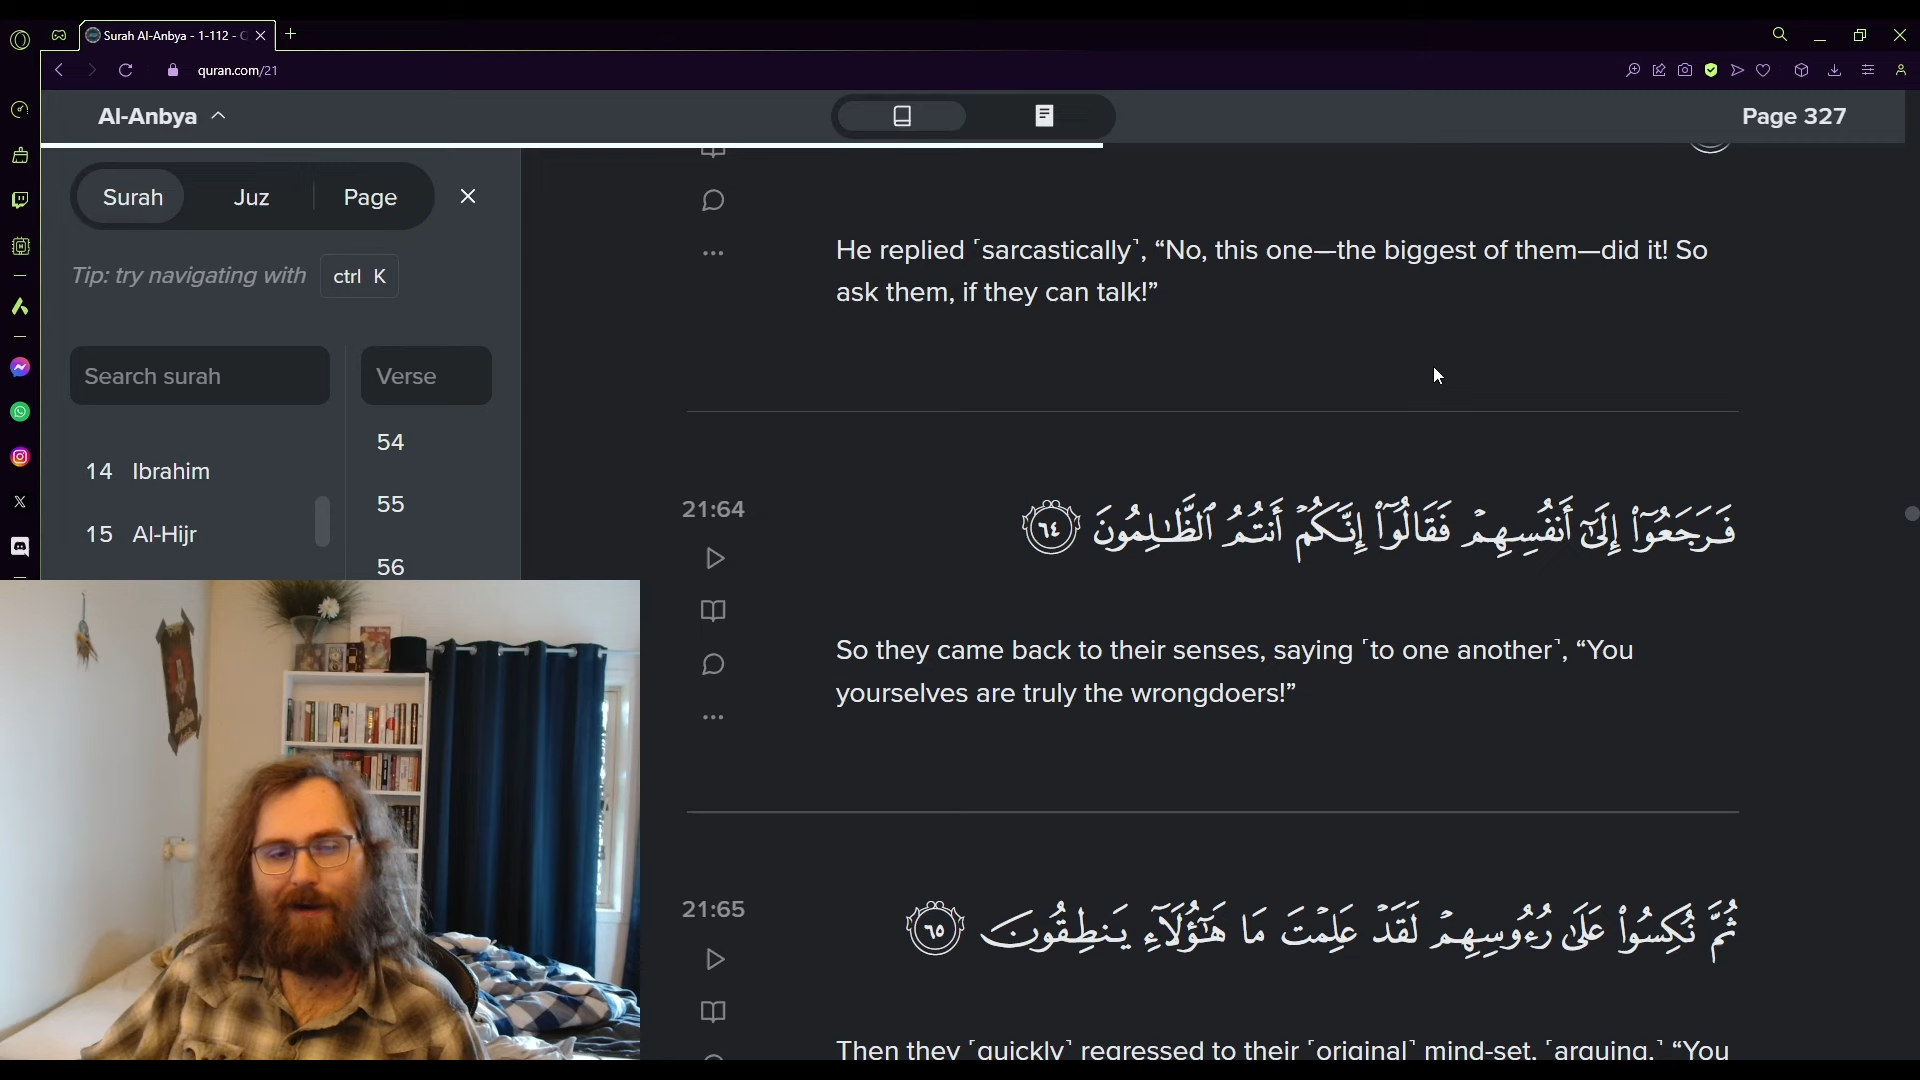 Surah Al-Anbya - 1-112 -
quran.com/21
Al-Anbya
Page 327
Surah
Juz
Page
Tip: try navigating with
ctrl K
Search surah
Verse
14 Ibrahim
15 Al-Hijr
54
55
56
He replied ˹sarcastically˺, “No, this one—the biggest of them—did it! So
ask them, if they can talk!”
21:64
فَرَجَعُوٓا۟ إِلَىٰٓ أَنفُسِهِمْ فَقَالُوٓا۟ إِنَّكُمْ أَنتُمُ ٱلظَّـٰلِمُونَ ٦٤
So they came back to their senses, saying ˹to one another˺, “You
yourselves are truly the wrongdoers!”
21:65
ثُمَّ نُكِسُوا۟ عَلَىٰ رُءُوسِهِمْ لَقَدْ عَلِمْتَ مَا هَـٰٓؤُلَآءِ يَنطِقُونَ ٦٥
Then they ˹quickly˺ regressed to their ˹original˺ mind-set, ˹arguing,˺ “You